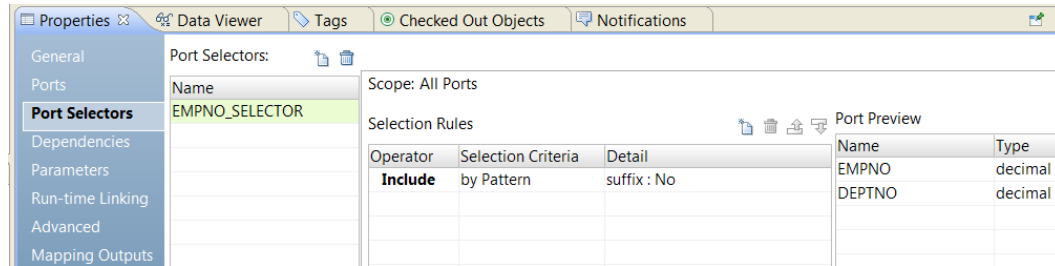 Properties Data Viewer Tags Checked Out Objects Notifications
General
Ports
Port Selectors
Dependencies
Parameters
Run-time Linking
Advanced
Mapping Outputs
Port Selectors:
Name
EMPNO_SELECTOR
Scope: All Ports
Selection Rules
Operator Selection Criteria Detail
Include by Pattern suffix : No
Port Preview
Name Type
EMPNO decimal
DEPTNO decimal